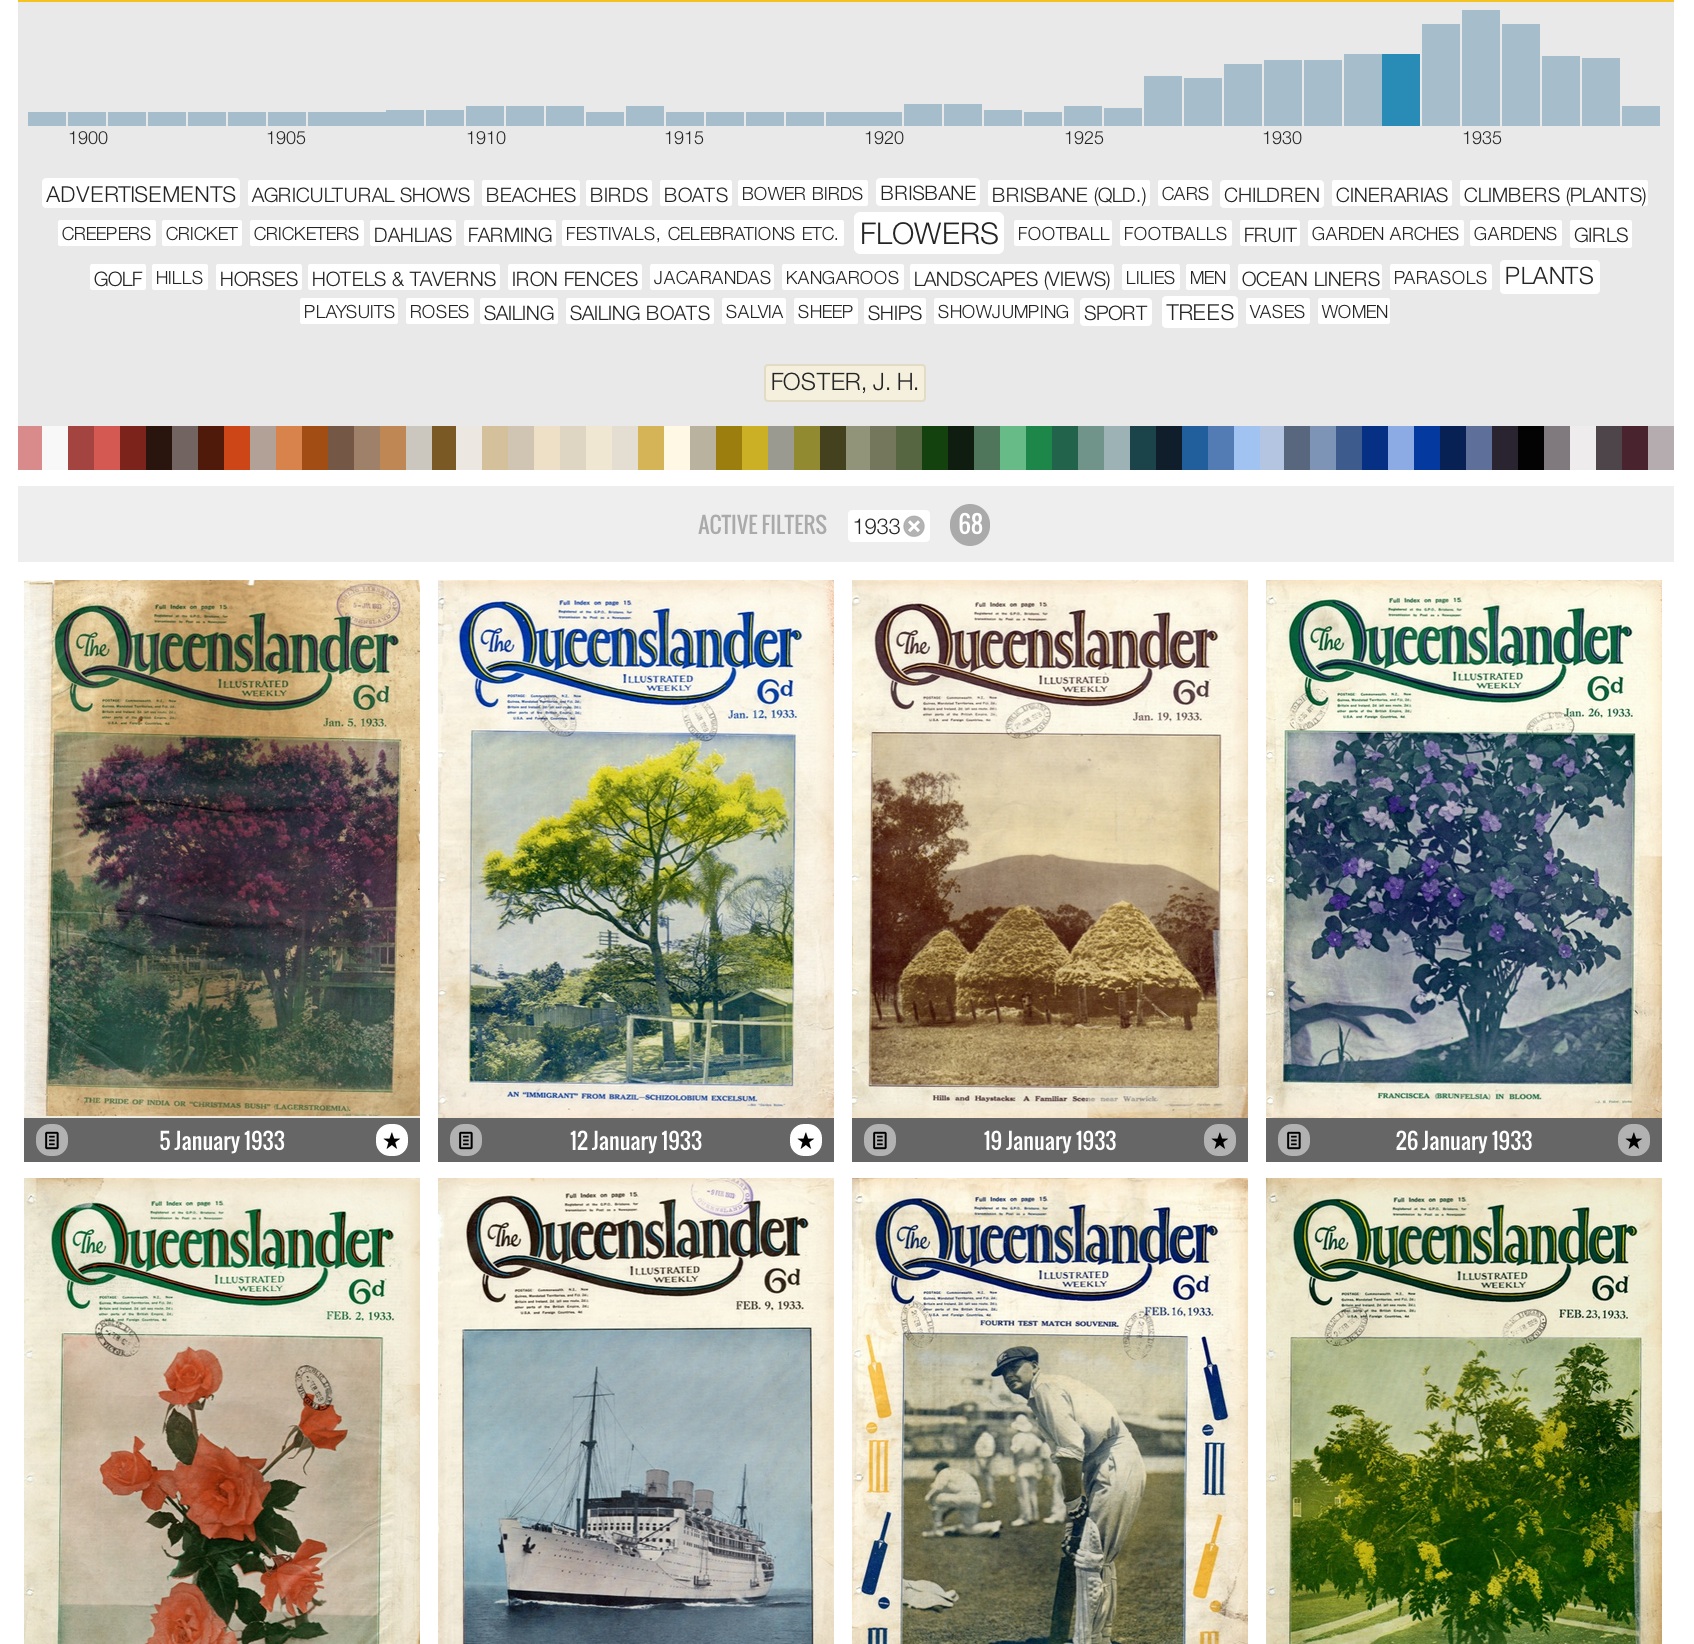 1900 1905 1910 1915 1920 1925 1930 1935
ADVERTISEMENTS AGRICULTURAL SHOWS BEACHES BIRDS BOATS BOWER BIRDS BRISBANE BRISBANE (QLD.) CARS CHILDREN CINERARIAS CLIMBERS (PLANTS)
CREEPERS CRICKET CRICKETERS DAHLIAS FARMING FESTIVALS, CELEBRATIONS ETC. FLOWERS FOOTBALL FOOTBALLS FRUIT GARDEN ARCHES GARDENS GIRLS
GOLF HILLS HORSES HOTELS & TAVERNS IRON FENCES JACARANDAS KANGAROOS LANDSCAPES (VIEWS) LILIES MEN OCEAN LINERS PARASOLS PLANTS
PLAYSUITS ROSES SAILING SAILING BOATS SALVIA SHEEP SHIPS SHOWJUMPING SPORT TREES VASES WOMEN
FOSTER, J. H.
ACTIVE FILTERS 1933 68
Full Index on page 15.
The Queenslander
ILLUSTRATED
WEEKLY
6d
Jan. 5, 1933.
THE PRIDE OF INDIA OR "CHRISTMAS BUSH" (LAGERSTROEMIA).
5 January 1933
Full Index on page 15.
The Queenslander
ILLUSTRATED
WEEKLY
6d
Jan. 12, 1933.
AN "IMMIGRANT" FROM BRAZIL—SCHIZOLOBIUM EXCELSUM.
12 January 1933
Full Index on page 15.
The Queenslander
ILLUSTRATED
WEEKLY
6d
Jan. 19, 1933.
Hills and Haystacks: A Familiar Scene near Warwick.
19 January 1933
Full Index on page 15.
The Queenslander
ILLUSTRATED
WEEKLY
6d
Jan. 26, 1933.
FRANCISCEA (BRUNFELSIA) IN BLOOM.
26 January 1933
Full Index on page 15.
The Queenslander
ILLUSTRATED
WEEKLY
6d
FEB. 2, 1933.
Full Index on page 15.
The Queenslander
ILLUSTRATED
WEEKLY
6d
FEB. 9, 1933.
Full Index on page 15.
The Queenslander
ILLUSTRATED
WEEKLY
6d
FEB. 16, 1933.
FOURTH TEST MATCH SOUVENIR.
Full Index on page 15.
The Queenslander
ILLUSTRATED
WEEKLY
6d
FEB. 23, 1933.